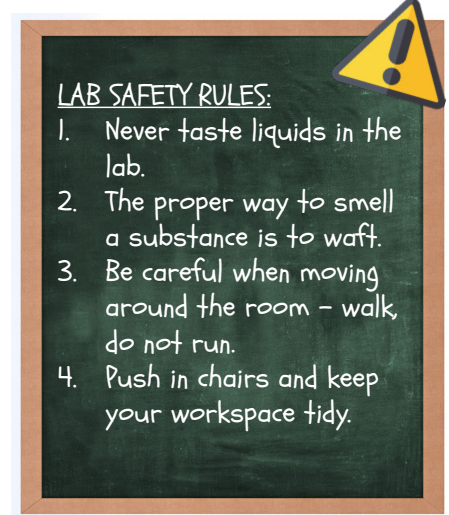 LAB SAFETY RULES:
1. Never taste liquids in the
lab.
2. The proper way to smell
a substance is to waft.
3. Be careful when moving
around the room - walk,
do not run.
4. Push in chairs and keep
your workspace tidy.